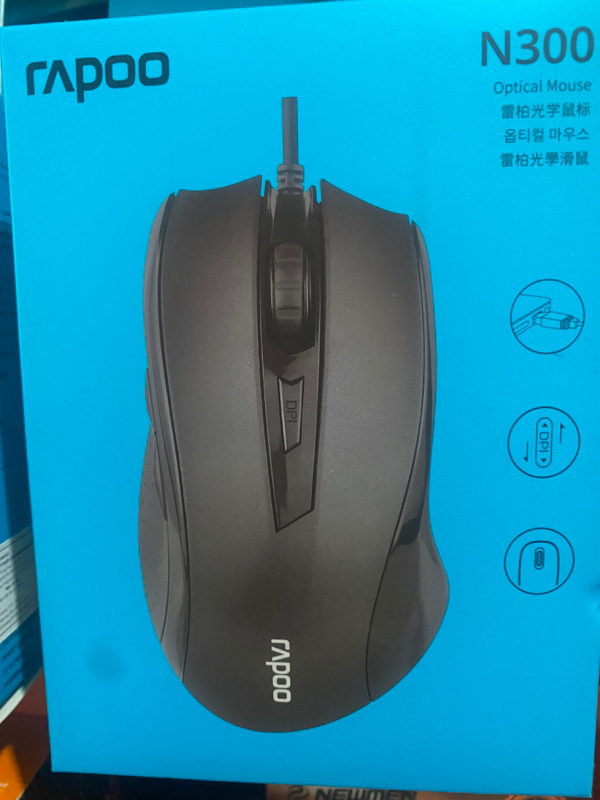 rapoo
N300
Optical Mouse
雷柏光学鼠标
옵티컬 마우스
雷柏光學滑鼠
DPI
DPI
rapoo
NEWMEN